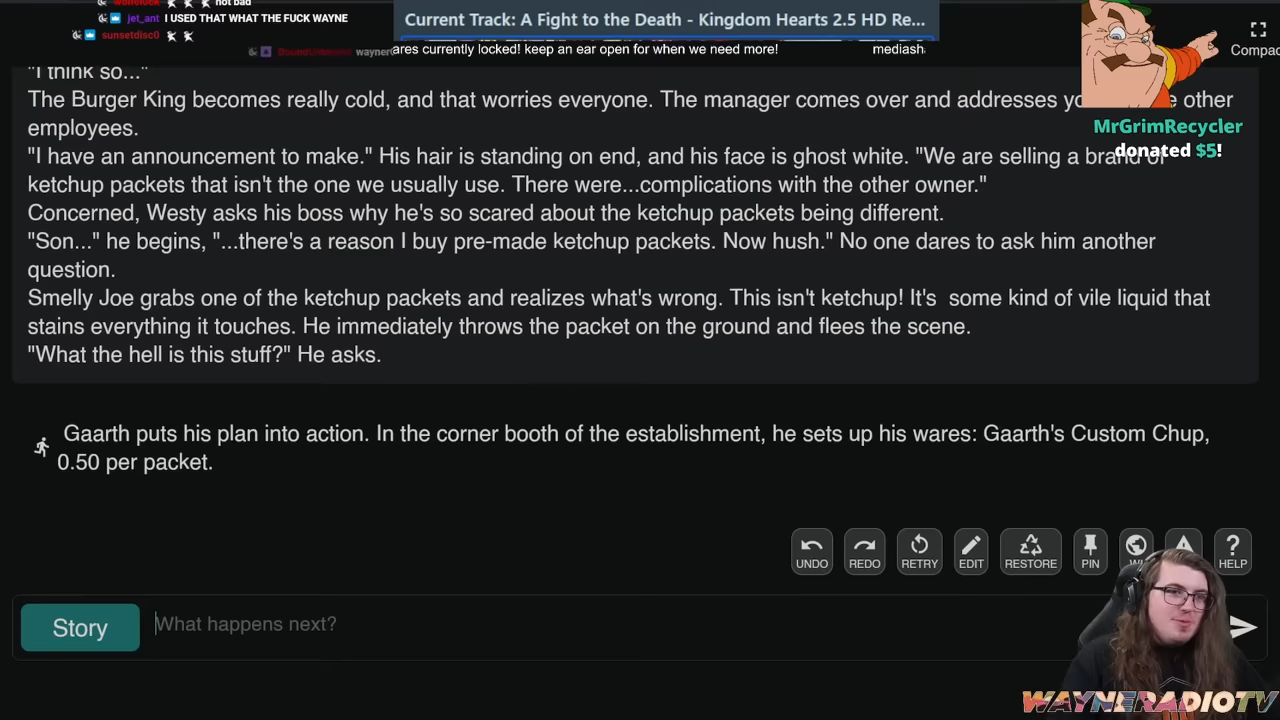 not bad
jet_ant I USED THAT WHAT THE FUCK WAYNE
sunsetdisc0
Current Track: A Fight to the Death - Kingdom Hearts 2.5 HD Re...
ares currently locked! keep an ear open for when we need more! mediash
Compac
MrGrimRecycler
donated $5!
"I think so..."
The Burger King becomes really cold, and that worries everyone. The manager comes over and addresses yo other
employees.
"I have an announcement to make." His hair is standing on end, and his face is ghost white. "We are selling a brand of
ketchup packets that isn't the one we usually use. There were...complications with the other owner."
Concerned, Westy asks his boss why he's so scared about the ketchup packets being different.
"Son..." he begins, "...there's a reason I buy pre-made ketchup packets. Now hush." No one dares to ask him another
question.
Smelly Joe grabs one of the ketchup packets and realizes what's wrong. This isn't ketchup! It's  some kind of vile liquid that
stains everything it touches. He immediately throws the packet on the ground and flees the scene.
"What the hell is this stuff?" He asks.
Gaarth puts his plan into action. In the corner booth of the establishment, he sets up his wares: Gaarth's Custom Chup,
0.50 per packet.
UNDO REDO RETRY EDIT RESTORE PIN HELP
Story What happens next?
WAYNERADIOTV